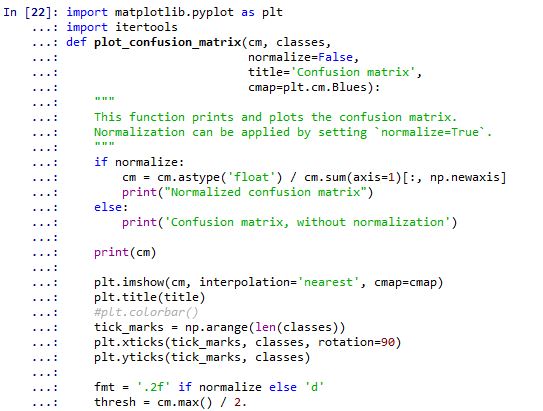 In [22]: import matplotlib.pyplot as plt
    ...: import itertools
    ...: def plot_confusion_matrix(cm, classes,
    ...:                           normalize=False,
    ...:                           title='Confusion matrix',
    ...:                           cmap=plt.cm.Blues):
    ...:     """
    ...:     This function prints and plots the confusion matrix.
    ...:     Normalization can be applied by setting `normalize=True`.
    ...:     """
    ...:     if normalize:
    ...:         cm = cm.astype('float') / cm.sum(axis=1)[:, np.newaxis]
    ...:         print("Normalized confusion matrix")
    ...:     else:
    ...:         print('Confusion matrix, without normalization')
    ...:
    ...:     print(cm)
    ...:
    ...:     plt.imshow(cm, interpolation='nearest', cmap=cmap)
    ...:     plt.title(title)
    ...:     #plt.colorbar()
    ...:     tick_marks = np.arange(len(classes))
    ...:     plt.xticks(tick_marks, classes, rotation=90)
    ...:     plt.yticks(tick_marks, classes)
    ...:
    ...:     fmt = '.2f' if normalize else 'd'
    ...:     thresh = cm.max() / 2.